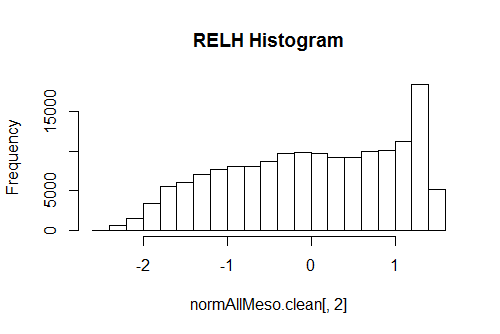 RELH Histogram
Frequency
15000
5000
0
-2 -1 0 1
normAllMeso.clean[, 2]